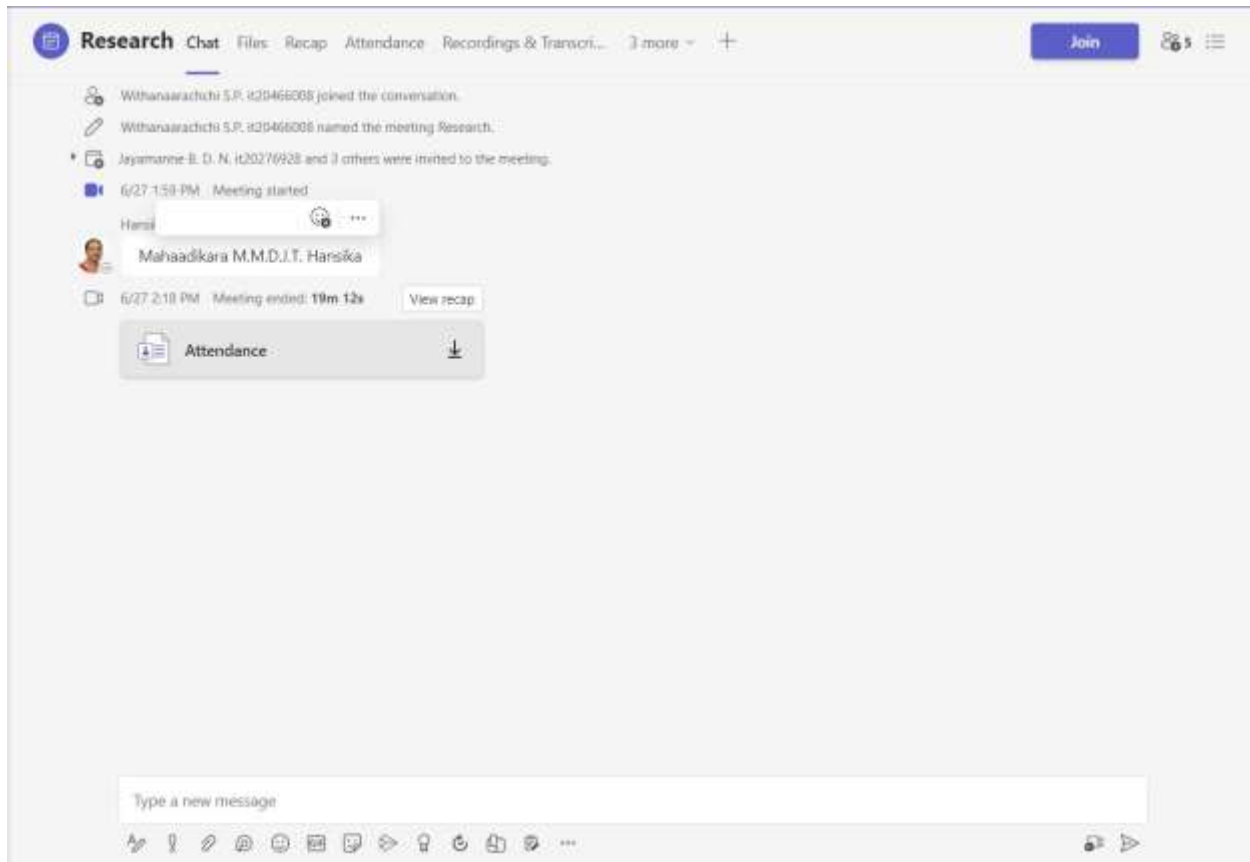 Research Chat Files Recap Attendance Recordings & Transcri... 3 more + Join 5
Withanaarachchi S.P. it20466008 joined the conversation.
Withanaarachchi S.P. it20466008 named the meeting Research.
Jayamanne B. D. N. it20276928 and 3 others were invited to the meeting.
6/27 1:59 PM Meeting started
Mahaadikara M.M.D.J.T. Hansika
6/27 2:18 PM Meeting ended: 19m 12s View recap
Attendance
Type a new message